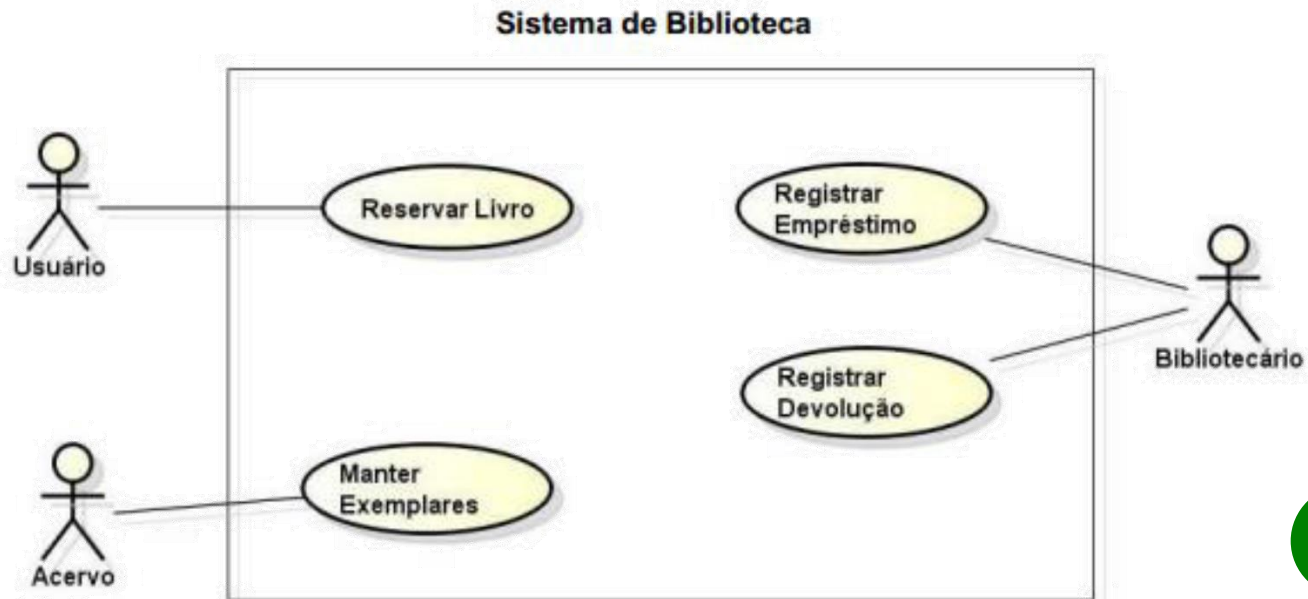 Sistema de Biblioteca
Usuário
Reservar Livro
Registrar
Empréstimo
Bibliotecário
Registrar
Devolução
Manter
Exemplares
Acervo